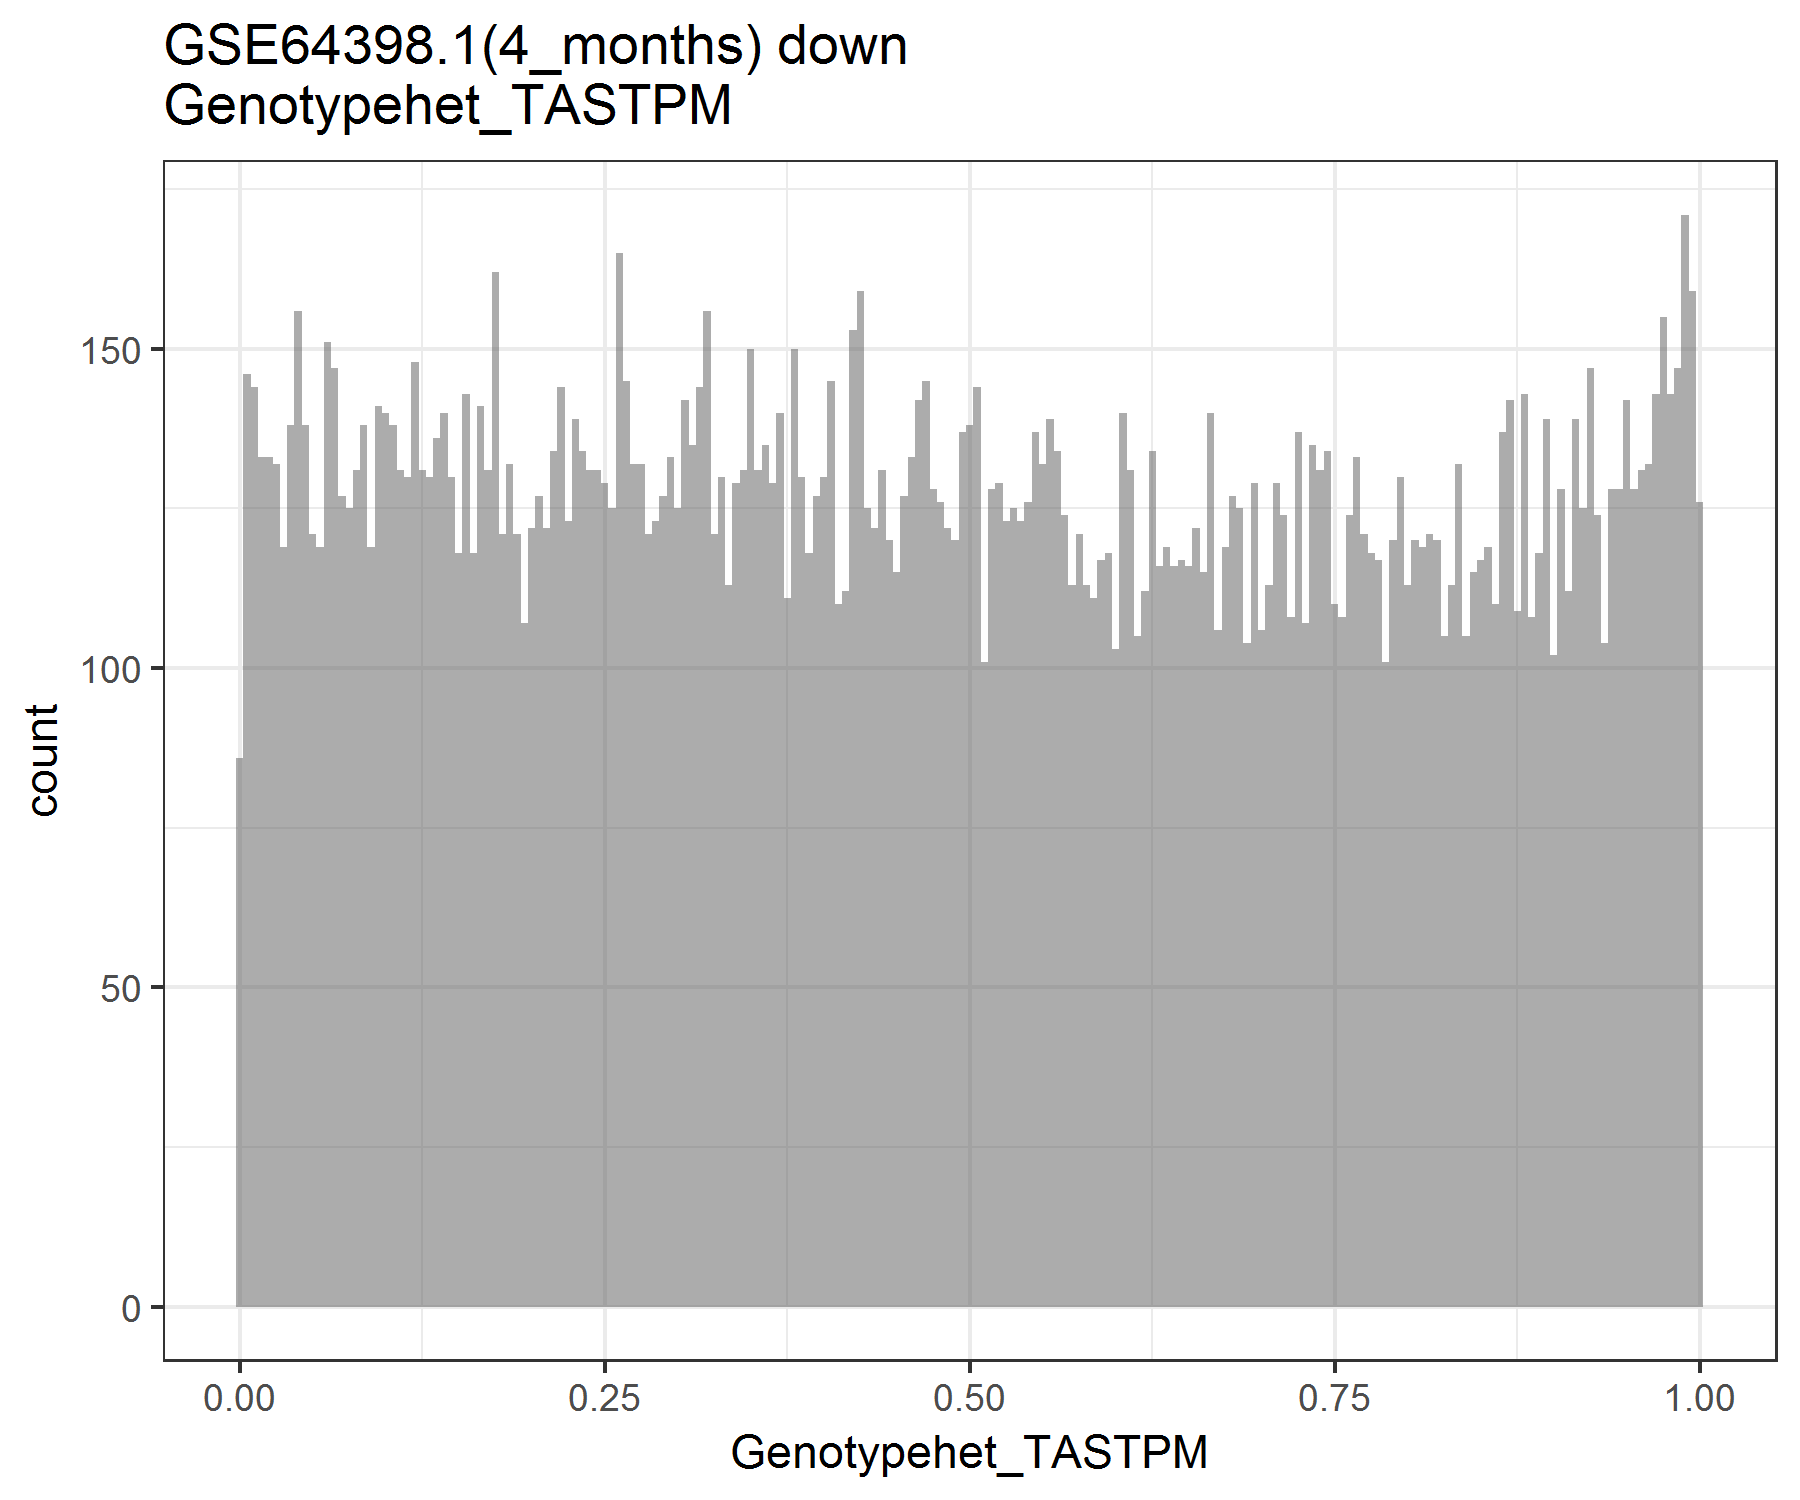 GSE64398.1(4_months) down
Genotypehet_TASTPM
150
100
50
0
count
0.00 0.25 0.50 0.75 1.00
Genotypehet_TASTPM